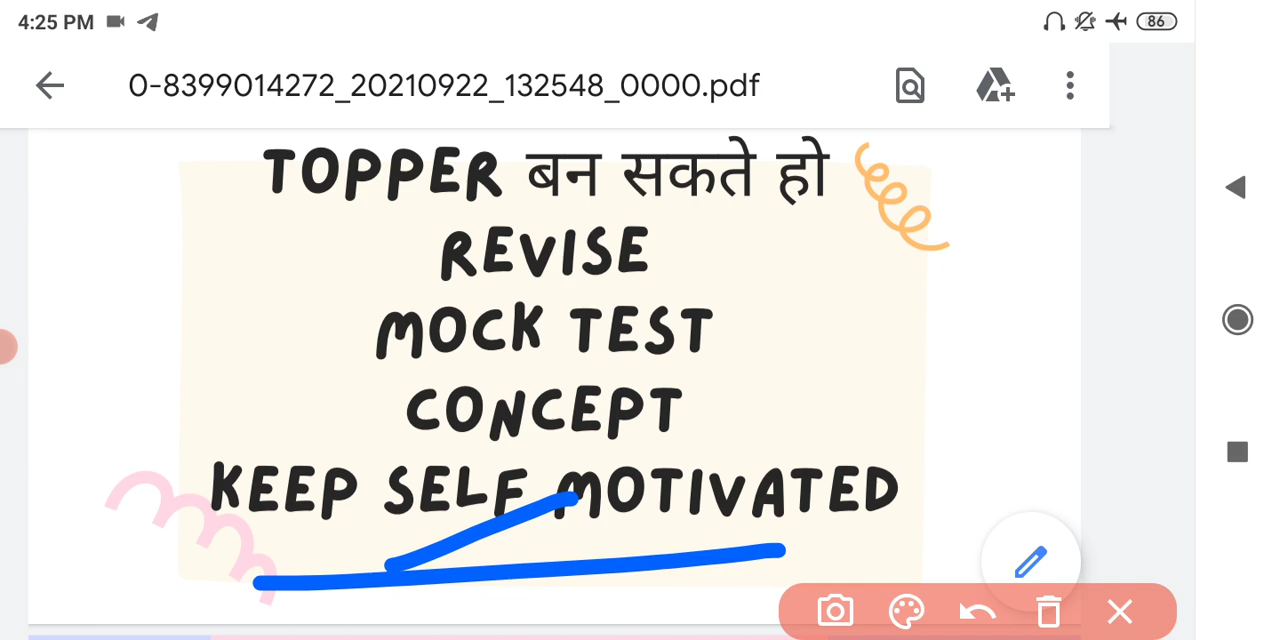 4:25 PM 86
0-8399014272_20210922_132548_0000.pdf
TOPPER बन सकते हो
REVISE
MOCK TEST
CONCEPT
KEEP SELF MOTIVATED